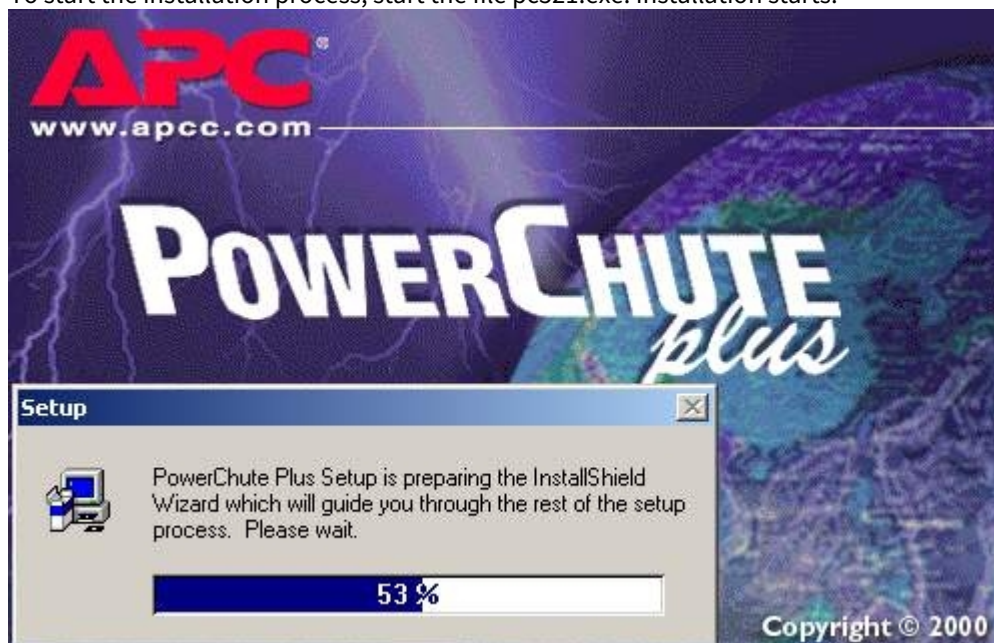 To start the installation process, start the file pc521.exe. Installation starts:
APC®
www.apcc.com
POWERCHUTE
plus
Setup
PowerChute Plus Setup is preparing the InstallShield
Wizard which will guide you through the rest of the setup
process. Please wait.
53 %
Copyright © 2000